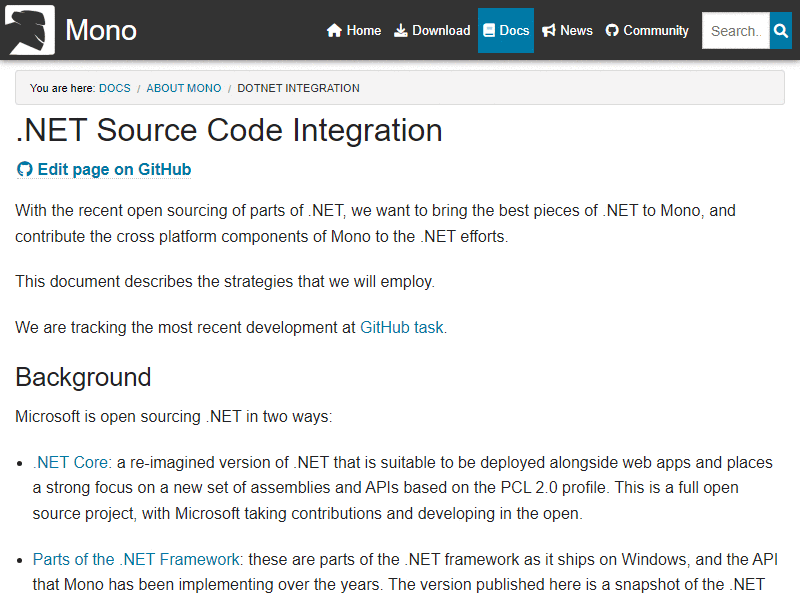 Mono
Home Download Docs News Community Search..
You are here: DOCS / ABOUT MONO / DOTNET INTEGRATION
.NET Source Code Integration
Edit page on GitHub
With the recent open sourcing of parts of .NET, we want to bring the best pieces of .NET to Mono, and
contribute the cross platform components of Mono to the .NET efforts.
This document describes the strategies that we will employ.
We are tracking the most recent development at GitHub task.
Background
Microsoft is open sourcing .NET in two ways:
• .NET Core: a re-imagined version of .NET that is suitable to be deployed alongside web apps and places
a strong focus on a new set of assemblies and APIs based on the PCL 2.0 profile. This is a full open
source project, with Microsoft taking contributions and developing in the open.
• Parts of the .NET Framework: these are parts of the .NET framework as it ships on Windows, and the API
that Mono has been implementing over the years. The version published here is a snapshot of the .NET